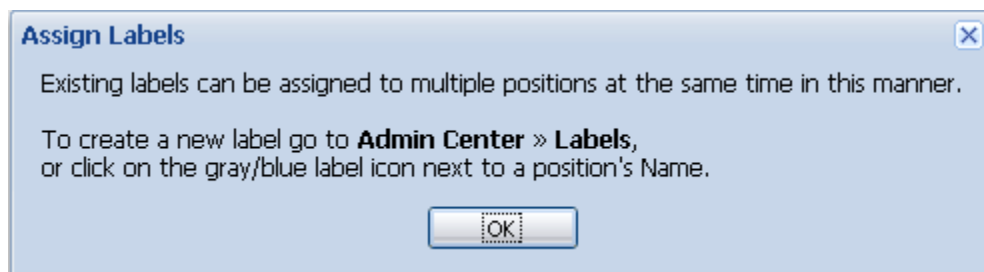 Assign Labels
Existing labels can be assigned to multiple positions at the same time in this manner.
To create a new label go to Admin Center » Labels,
or click on the gray/blue label icon next to a position's Name.
OK